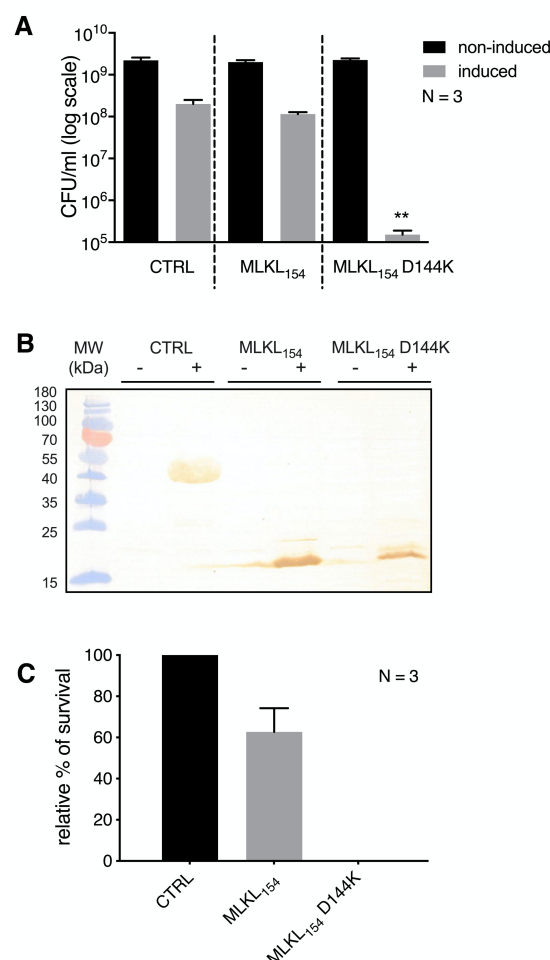 A
CFU/ml (log scale)
10^10
10^9
10^8
10^7
10^6
10^5
non-induced
induced
N = 3
**
CTRL MLKL154 MLKL154 D144K
B
MW CTRL MLKL154 MLKL154 D144K
(kDa) - + - + - +
180
130
100
70
55
40
35
25
15
C
relative % of survival
100
80
60
40
20
0
N = 3
CTRL
MLKL154
MLKL154 D144K